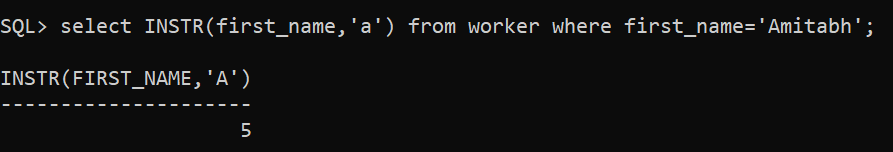 SQL> select INSTR(first_name,'a') from worker where first_name='Amitabh';
INSTR(FIRST_NAME,'A')
---------------------
5